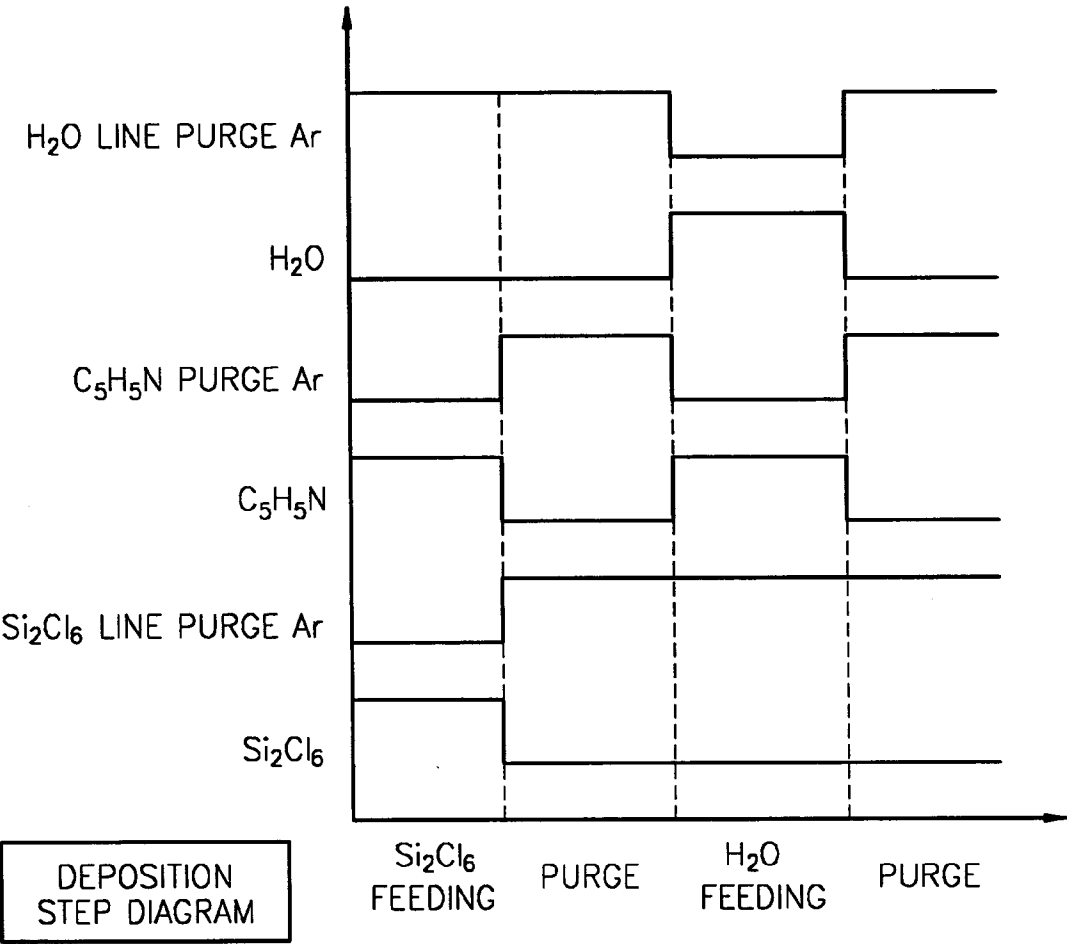 H₂O LINE PURGE Ar
H₂O
C₅H₅N PURGE Ar
C₅H₅N
Si₂Cl₆ LINE PURGE Ar
Si₂Cl₆
Si₂Cl₆
FEEDING
PURGE
H₂O
FEEDING
PURGE
DEPOSITION
STEP DIAGRAM